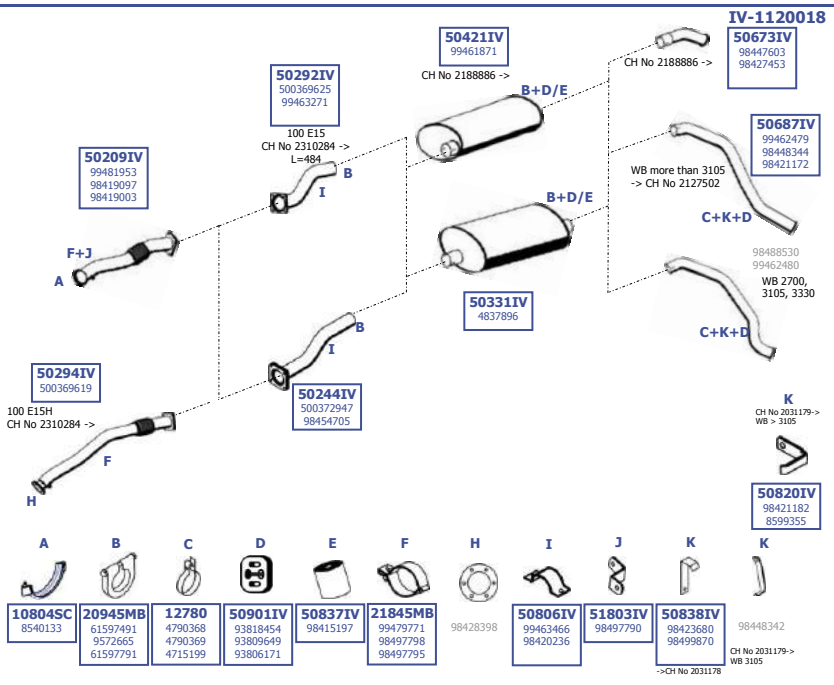 IV-1120018
50421IV
99461871
CH No 2188886 ->
B+D/E
50673IV
98447603
98427453
CH No 2188886 ->
50292IV
500369625
99463271
100 E15
CH No 2310284 ->
L=484
B
I
50209IV
99481953
98419097
98419003
F+J
A
50687IV
99462479
98448344
98421172
WB more than 3105
-> CH No 2127502
C+K+D
B+D/E
50331IV
4837896
98488530
99462480
WB 2700,
3105, 3330
C+K+D
50294IV
500369619
100 E15H
CH No 2310284 ->
F
H
B
I
50244IV
500372947
98454705
K
CH No 2031179->
WB > 3105
50820IV
98421182
8599355
A
B
C
D
E
F
H
I
J
K
K
10804SC
8540133
20945MB
61597491
9572665
61597791
12780
4790368
4790369
4715199
50901IV
93818454
93809649
93806171
50837IV
98415197
21845MB
99479771
98497798
98497795
98428398
50806IV
99463466
98420236
51803IV
98497790
50838IV
98423680
98499870
->CH No 2031178
98448342
CH No 2031179->
WB 3105